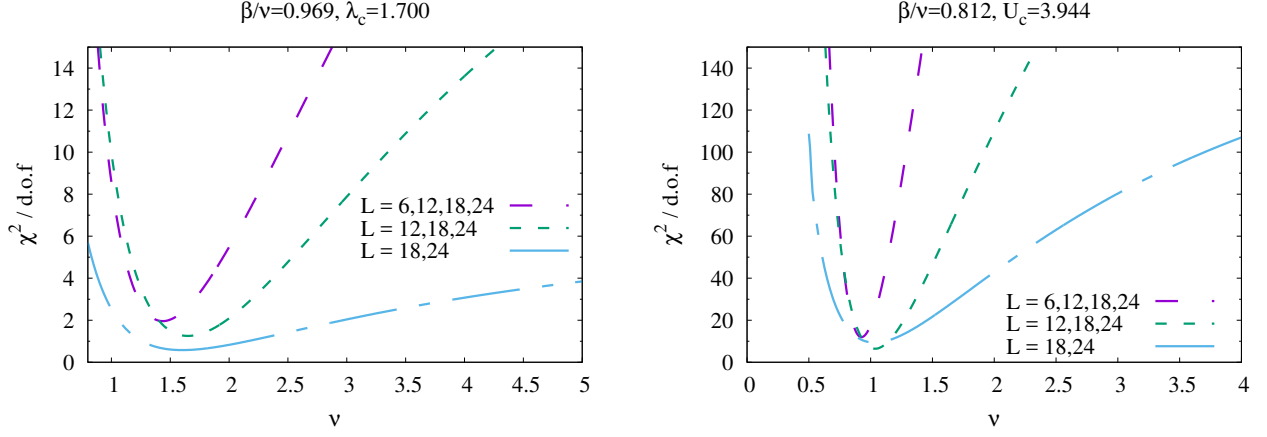 β/ν=0.969, λc=1.700
χ² / d.o.f
14
12
10
8
6
4
2
0
L = 6,12,18,24
L = 12,18,24
L = 18,24
1 1.5 2 2.5 3 3.5 4 4.5 5
ν
β/ν=0.812, Uc=3.944
χ² / d.o.f
140
120
100
80
60
40
20
0
L = 6,12,18,24
L = 12,18,24
L = 18,24
0 0.5 1 1.5 2 2.5 3 3.5 4
ν